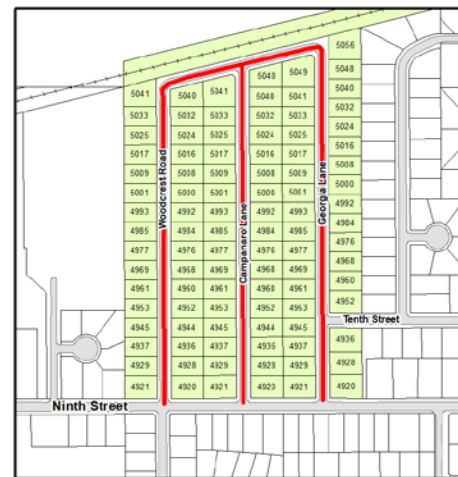 5056
5048 5049 5048
5041 5040 5041 5040 5041 5040
5033 5032 5033 5032 5033 5032
5025 5024 5025 5024 5025 5024
5017 5016 5017 5016 5017 5016
5009 5008 5009 5008 5009 5008
5001 5000 5001 5000 5001 5000
4993 4992 4993 4992 4993 4992
4985 4984 4985 4984 4985 4984
4977 4976 4977 4976 4977 4976
4969 4968 4969 4968 4969 4968
4961 4960 4961 4960 4961 4960
4953 4952 4953 4952 4953 4952
4945 4944 4945 4944 4945
4937 4936 4937 4936 4937 4936
4929 4928 4929 4928 4929 4928
4921 4920 4921 4920 4921 4920
Woodcrest Road
Campanaro Lane
Georgia Lane
Tenth Street
Ninth Street